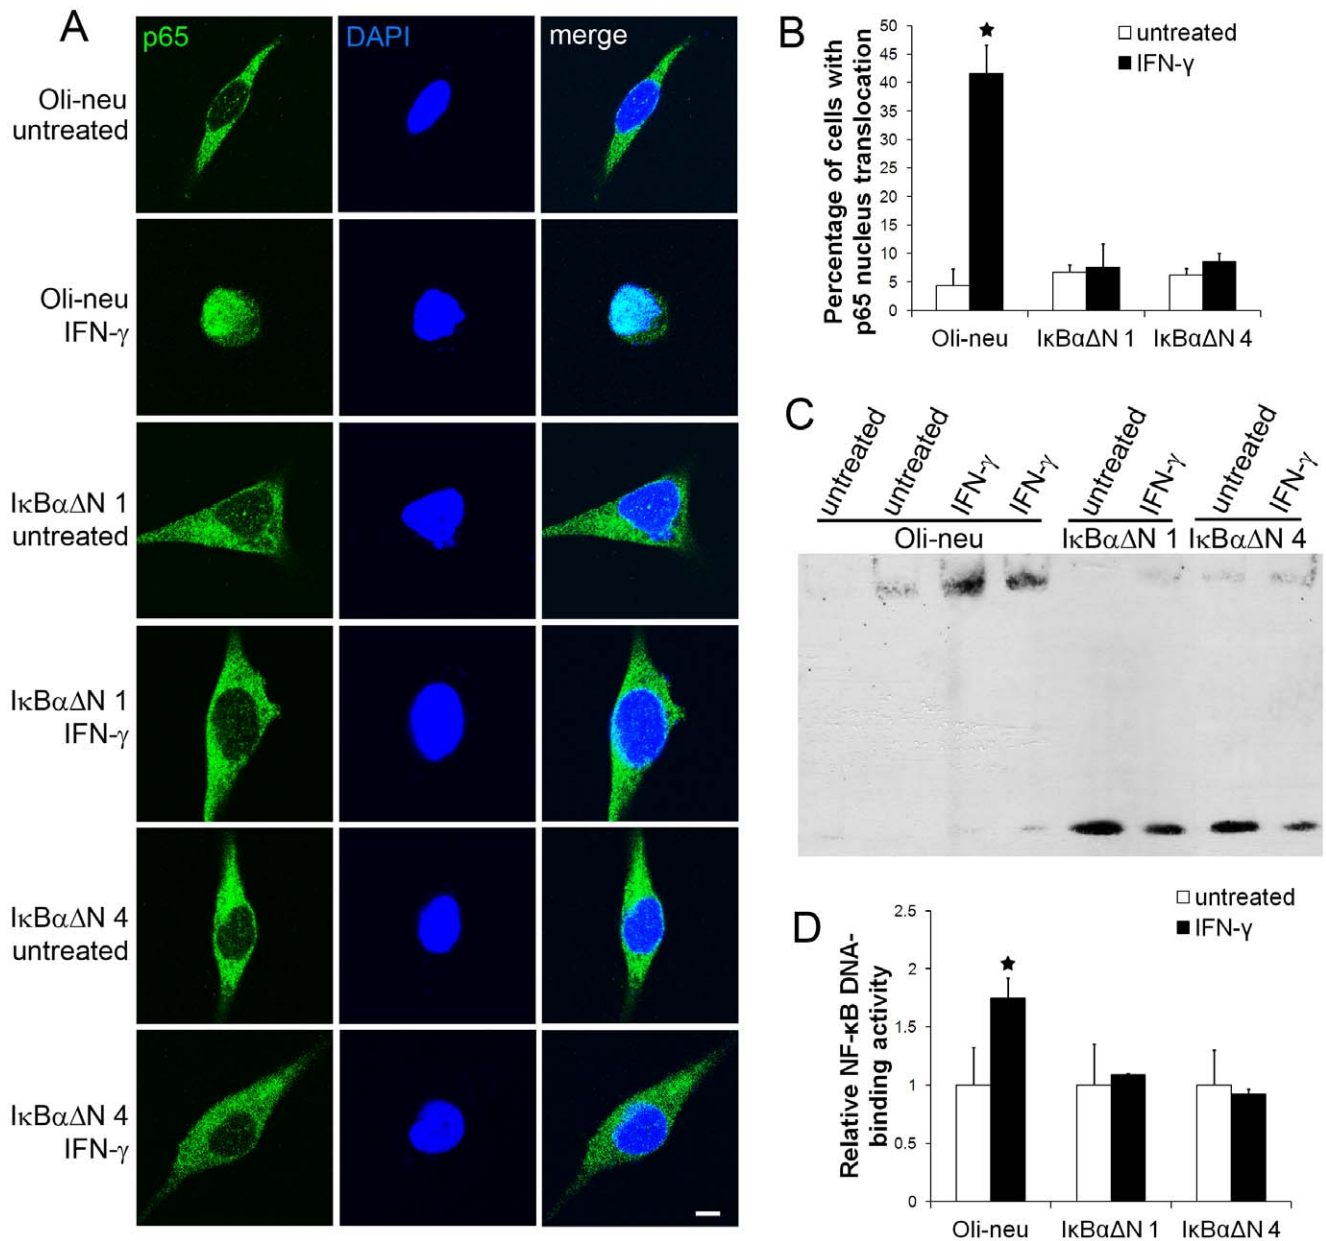 A
p65
DAPI
merge
Oli-neu
untreated
Oli-neu
IFN-γ
IκBαΔN 1
untreated
IκBαΔN 1
IFN-γ
IκBαΔN 4
untreated
IκBαΔN 4
IFN-γ
B
untreated
IFN-γ
Percentage of cells with
p65 nucleus translocation
50
45
40
35
30
25
20
15
10
5
0
Oli-neu
IκBαΔN 1
IκBαΔN 4
C
untreated
untreated
IFN-γ
IFN-γ
untreated
IFN-γ
untreated
IFN-γ
Oli-neu
IκBαΔN 1
IκBαΔN 4
D
untreated
IFN-γ
Relative NF-κB DNA-
binding activity
2.5
2
1.5
1
0.5
0
Oli-neu
IκBαΔN 1
IκBαΔN 4